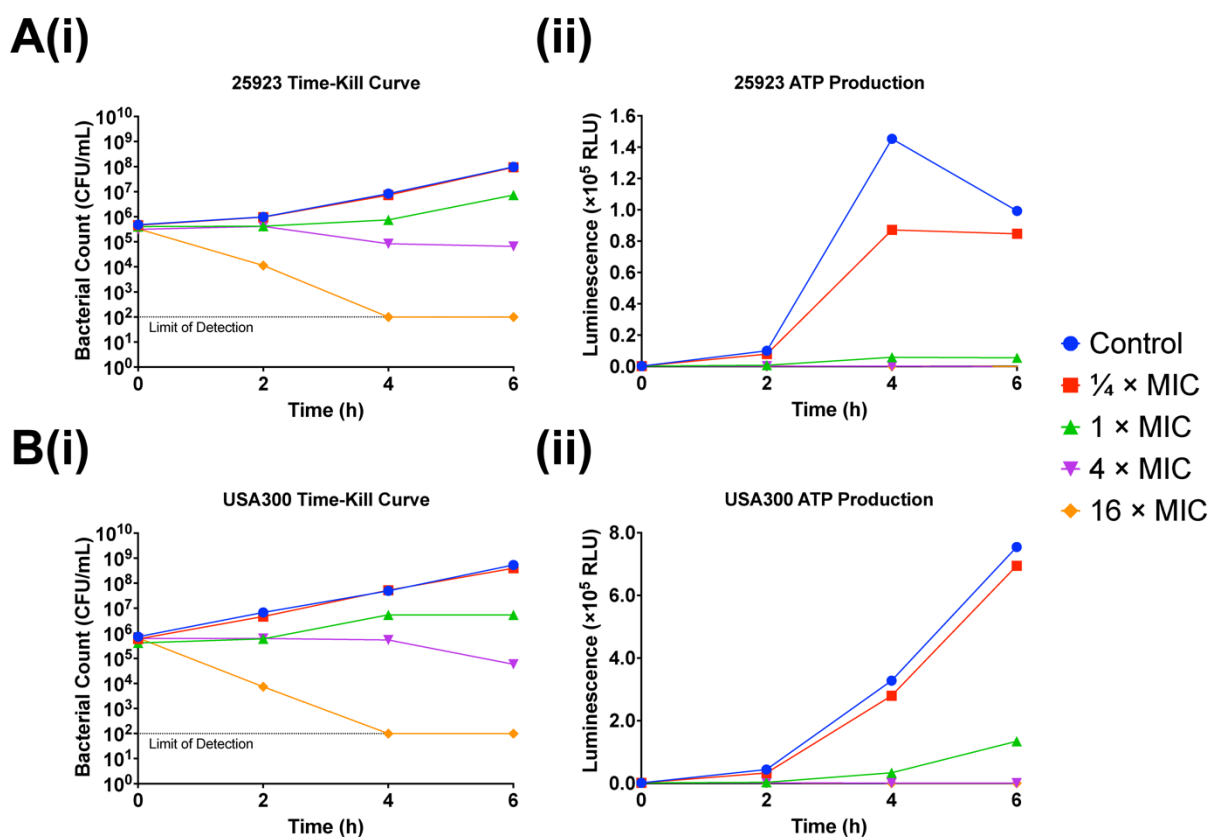 A(i)
(ii)
25923 Time-Kill Curve
25923 ATP Production
Bacterial Count (CFU/mL)
10¹⁰
10⁹
10⁸
10⁷
10⁶
10⁵
10⁴
10³
10²
10¹
10⁰
Limit of Detection
0 2 4 6
Time (h)
Luminescence (×10⁵ RLU)
1.6
1.4
1.2
1.0
0.8
0.6
0.4
0.2
0.0
0 2 4 6
Time (h)
Control
¼ × MIC
1 × MIC
4 × MIC
16 × MIC
B(i)
(ii)
USA300 Time-Kill Curve
USA300 ATP Production
Bacterial Count (CFU/mL)
10¹⁰
10⁹
10⁸
10⁷
10⁶
10⁵
10⁴
10³
10²
10¹
10⁰
Limit of Detection
0 2 4 6
Time (h)
Luminescence (×10⁵ RLU)
8.0
6.0
4.0
2.0
0.0
0 2 4 6
Time (h)